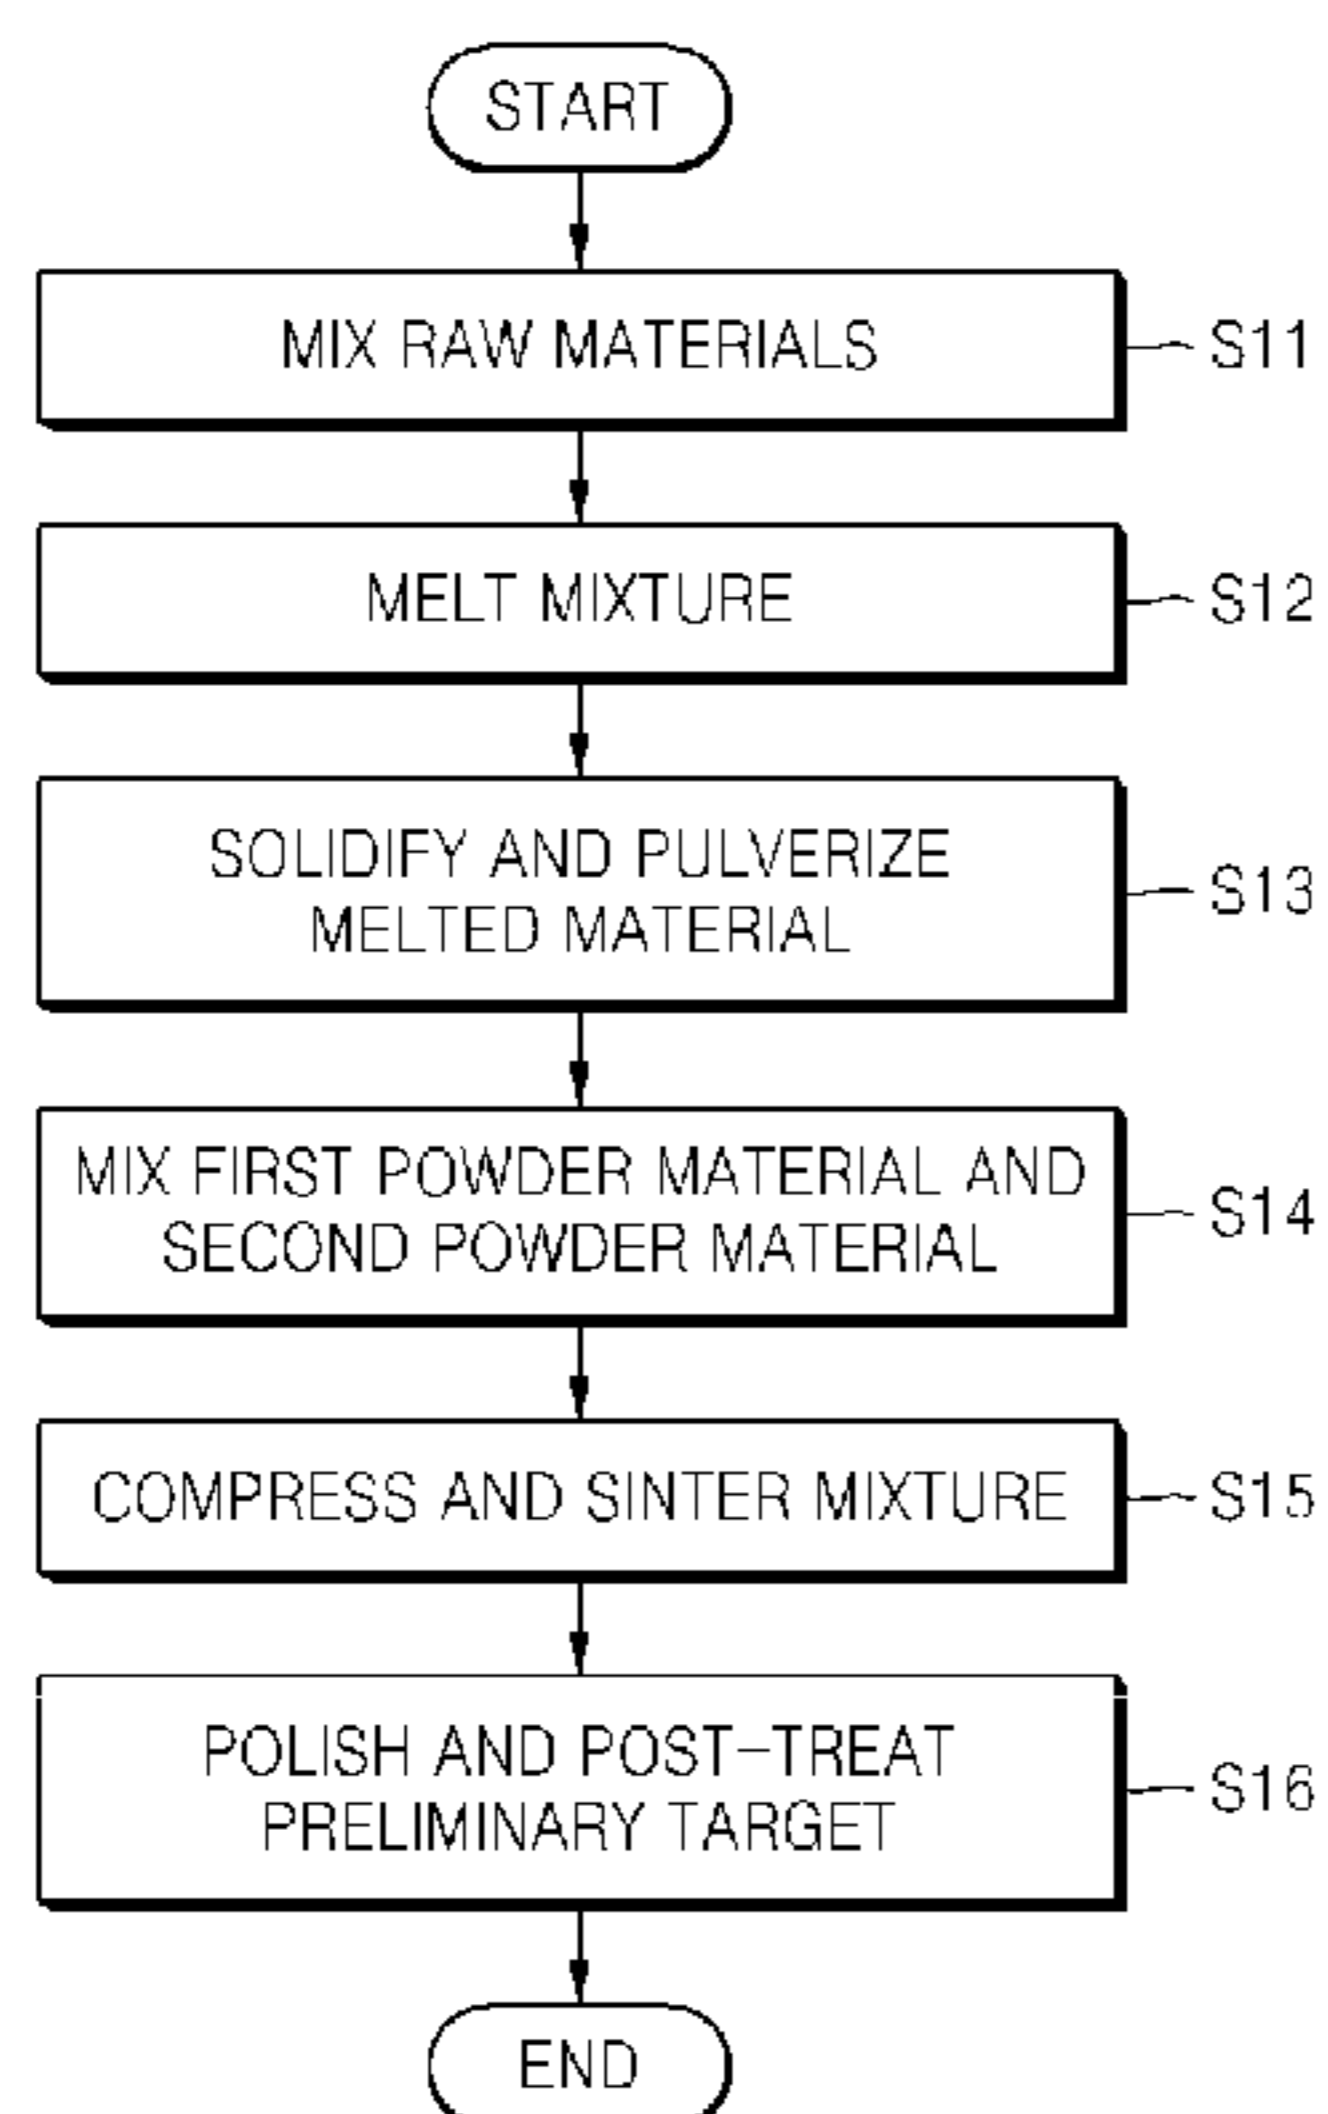 START
MIX RAW MATERIALS
S11
MELT MIXTURE
S12
SOLIDIFY AND PULVERIZE
MELTED MATERIAL
S13
MIX FIRST POWDER MATERIAL AND
SECOND POWDER MATERIAL
S14
COMPRESS AND SINTER MIXTURE
S15
POLISH AND POST-TREAT
PRELIMINARY TARGET
S16
END